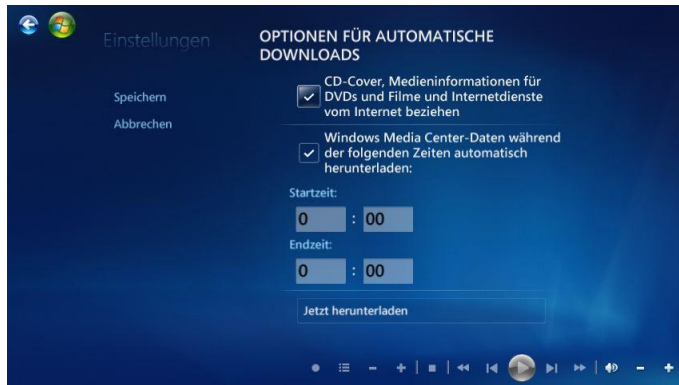 Einstellungen
OPTIONEN FÜR AUTOMATISCHE
DOWNLOADS
Speichern
Abbrechen
CD-Cover, Medieninformationen für
DVDs und Filme und Internetdienste
vom Internet beziehen
Windows Media Center-Daten während
der folgenden Zeiten automatisch
herunterladen:
Startzeit:
0 : 00
Endzeit:
0 : 00
Jetzt herunterladen